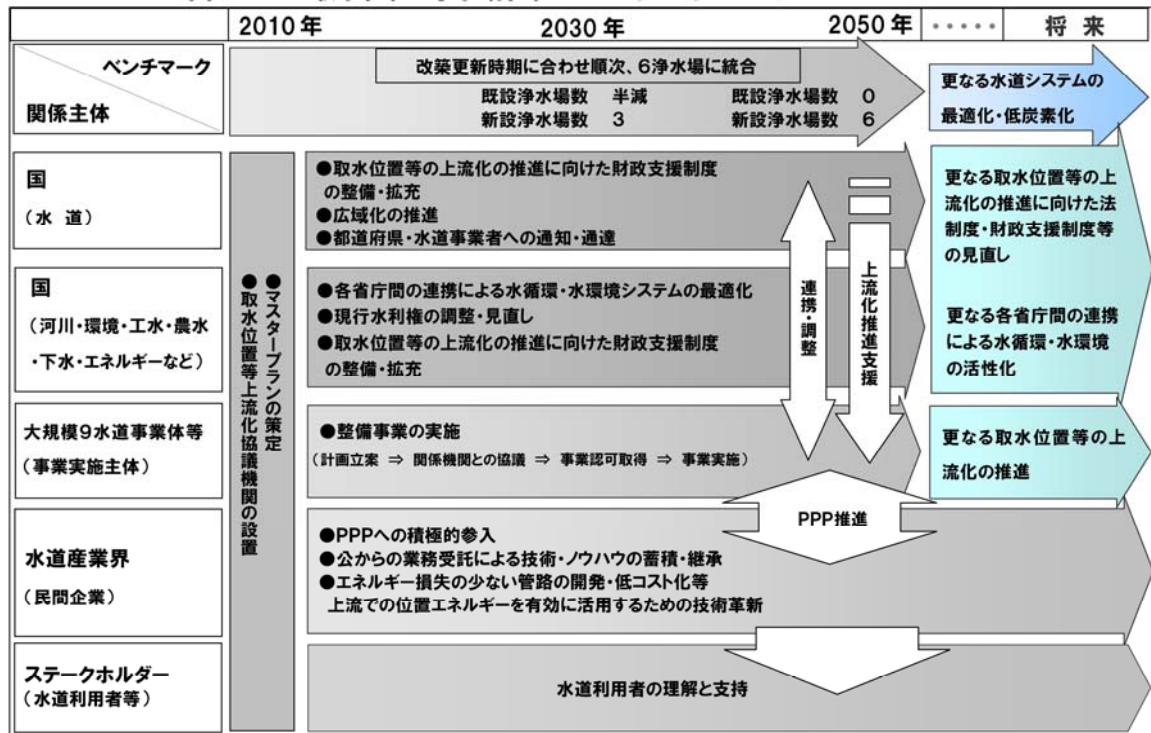 2010年
2030年
2050年
・・・・・
将来
ベンチマーク
関係主体
改築更新時期に合わせ順次、6浄水場に統合
既設浄水場数 半減 既設浄水場数 0
新設浄水場数 3 新設浄水場数 6
更なる水道システムの
最適化・低炭素化
●マスタープランの策定
●取水位置等上流化協議機関の設置
国
(水 道)
●取水位置等の上流化の推進に向けた財政支援制度
の整備・拡充
●広域化の推進
●都道府県・水道事業者への通知・通達
連携・調整
上流化推進支援
更なる取水位置等の上
流化の推進に向けた法
制度・財政支援制度等
の見直し
国
(河川・環境・工水・農水
・下水・エネルギーなど)
●各省庁間の連携による水循環・水環境システムの最適化
●現行水利権の調整・見直し
●取水位置等の上流化の推進に向けた財政支援制度
の整備・拡充
更なる各省庁間の連携
による水循環・水環境
の活性化
大規模9水道事業体等
(事業実施主体)
●整備事業の実施
(計画立案 ⇒ 関係機関との協議 ⇒ 事業認可取得 ⇒ 事業実施)
更なる取水位置等の上
流化の推進
PPP推進
水道産業界
(民間企業)
●PPPへの積極的参入
●公からの業務受託による技術・ノウハウの蓄積・継承
●エネルギー損失の少ない管路の開発・低コスト化等
上流での位置エネルギーを有効に活用するための技術革新
ステークホルダー
(水道利用者等)
水道利用者の理解と支持